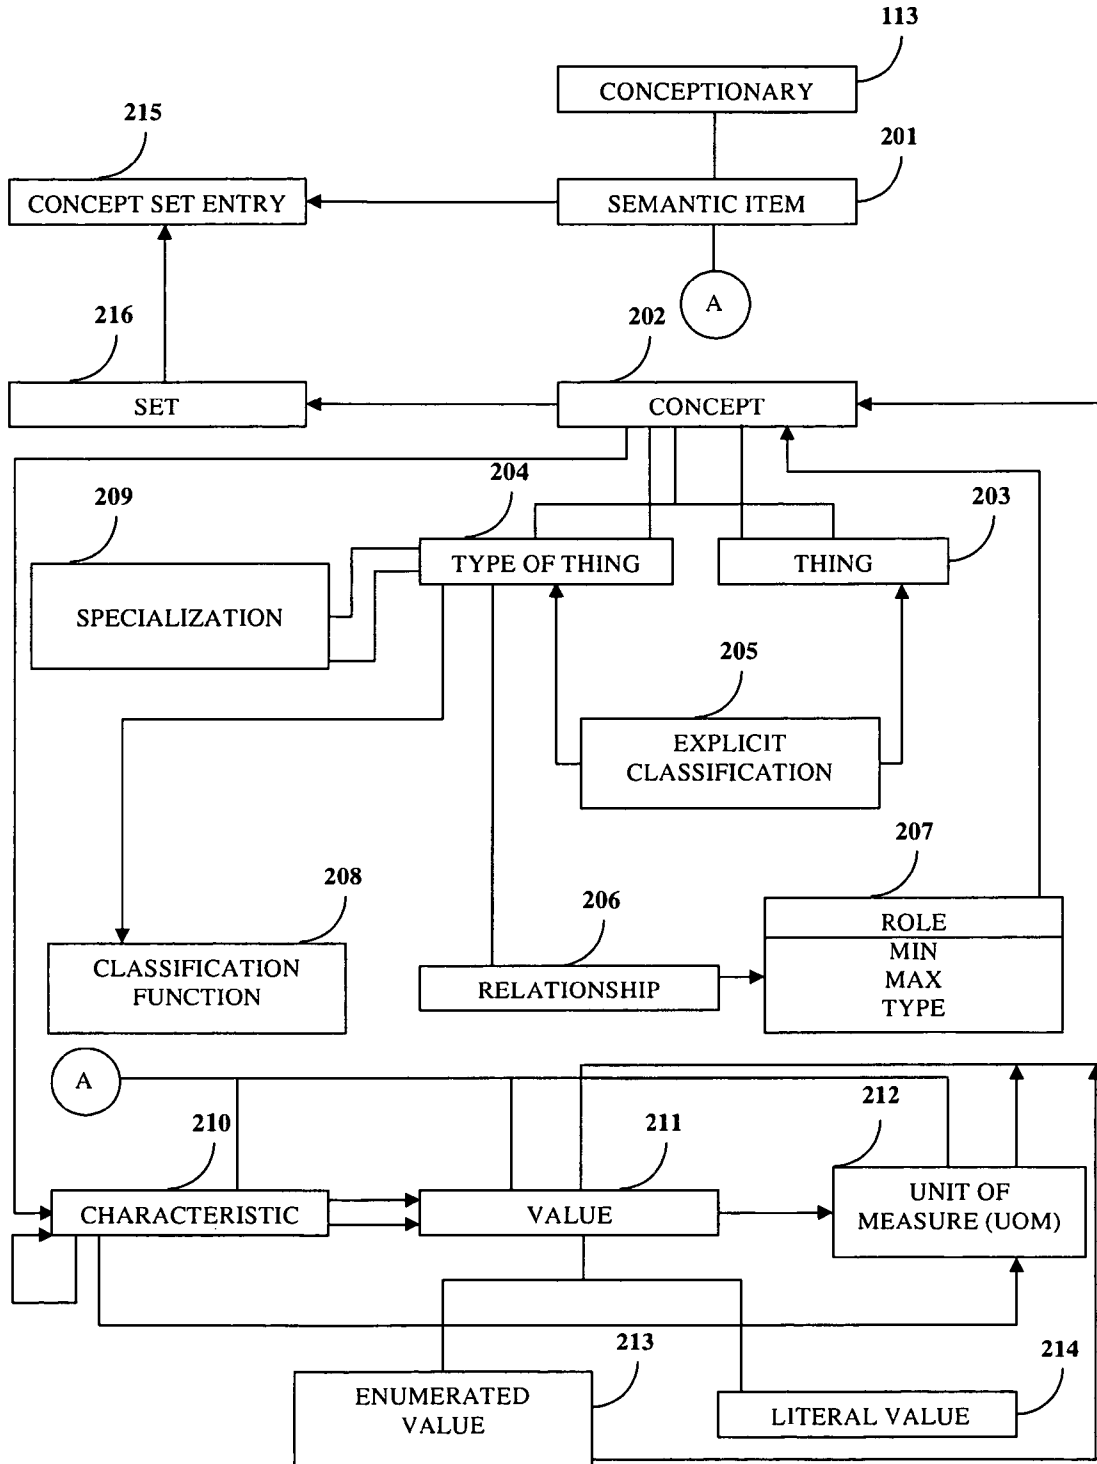 113
CONCEPTIONARY
215
201
CONCEPT SET ENTRY
SEMANTIC ITEM
A
216
202
SET
CONCEPT
209
204
203
TYPE OF THING
THING
SPECIALIZATION
205
EXPLICIT
CLASSIFICATION
207
208
206
ROLE
CLASSIFICATION
FUNCTION
RELATIONSHIP
MIN
MAX
TYPE
A
210
211
212
CHARACTERISTIC
VALUE
UNIT OF
MEASURE (UOM)
213
214
ENUMERATED
VALUE
LITERAL VALUE